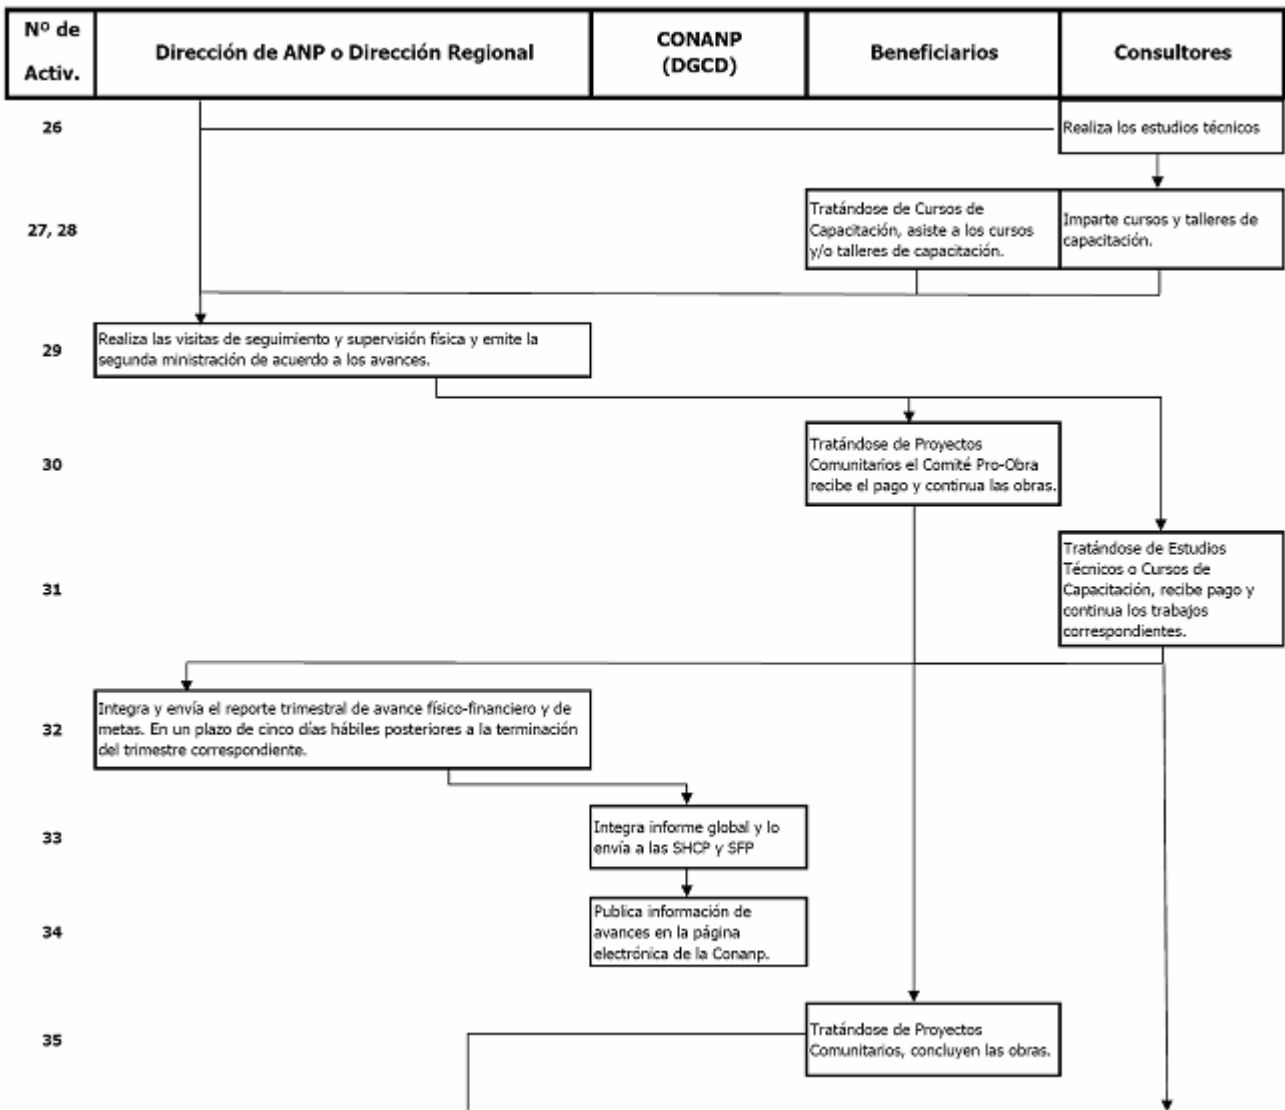 Nº de
Activ.
Dirección de ANP o Dirección Regional
CONANP
(DGCD)
Beneficiarios
Consultores
26
Realiza los estudios técnicos
27, 28
Tratándose de Cursos de
Capacitación, asiste a los cursos
y/o talleres de capacitación.
Imparte cursos y talleres de
capacitación.
29
Realiza las visitas de seguimiento y supervisión física y emite la
segunda ministración de acuerdo a los avances.
30
Tratándose de Proyectos
Comunitarios el Comité Pro-Obra
recibe el pago y continua las obras.
31
Tratándose de Estudios
Técnicos o Cursos de
Capacitación, recibe pago y
continua los trabajos
correspondientes.
32
Integra y envía el reporte trimestral de avance físico-financiero y de
metas. En un plazo de cinco días hábiles posteriores a la terminación
del trimestre correspondiente.
33
Integra informe global y lo
envía a las SHCP y SFP
34
Publica información de
avances en la página
electrónica de la Conanp.
35
Tratándose de Proyectos
Comunitarios, concluyen las obras.